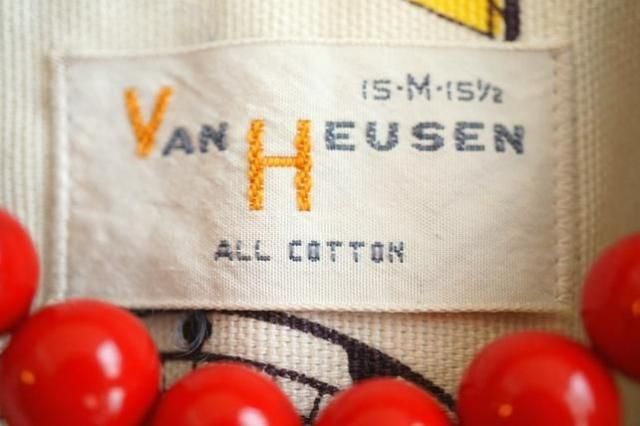 15·M·15½
VAN HEUSEN
ALL COTTON